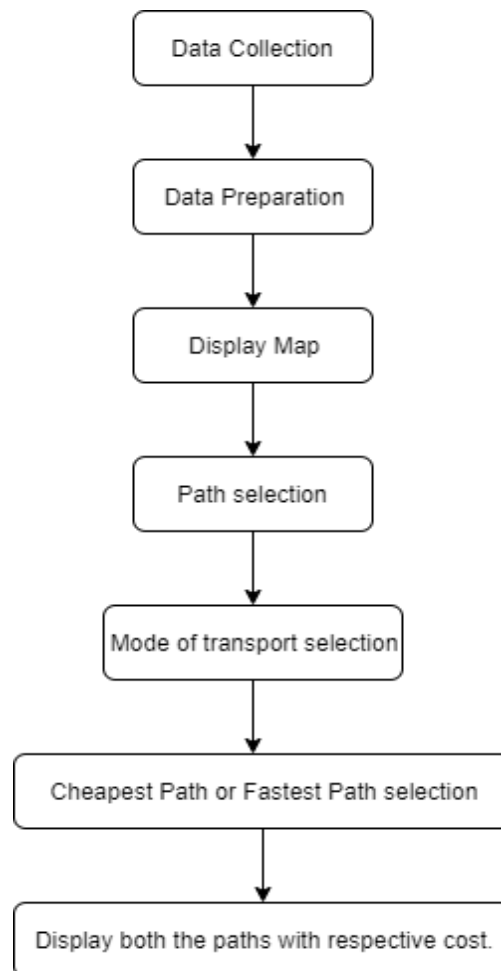 Data Collection
Data Preparation
Display Map
Path selection
Mode of transport selection
Cheapest Path or Fastest Path selection
Display both the paths with respective cost.